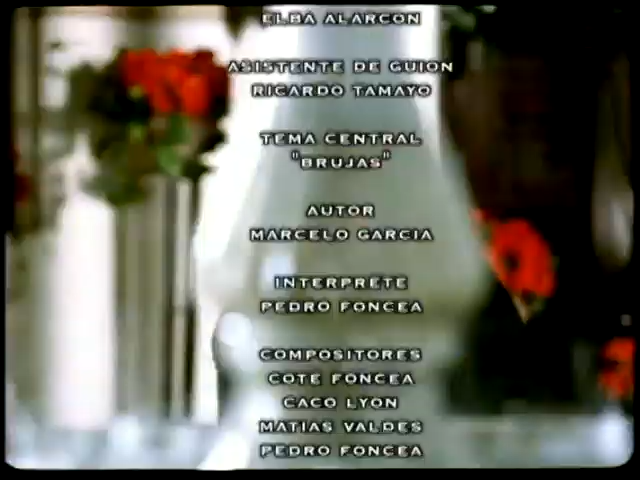 ELBA ALARCON
ASISTENTE DE GUION
RICARDO TAMAYO
TEMA CENTRAL
"BRUJAS"
AUTOR
MARCELO GARCIA
INTERPRETE
PEDRO FONCEA
COMPOSITORES
COTE FONCEA
CACO LYON
MATIAS VALDES
PEDRO FONCEA